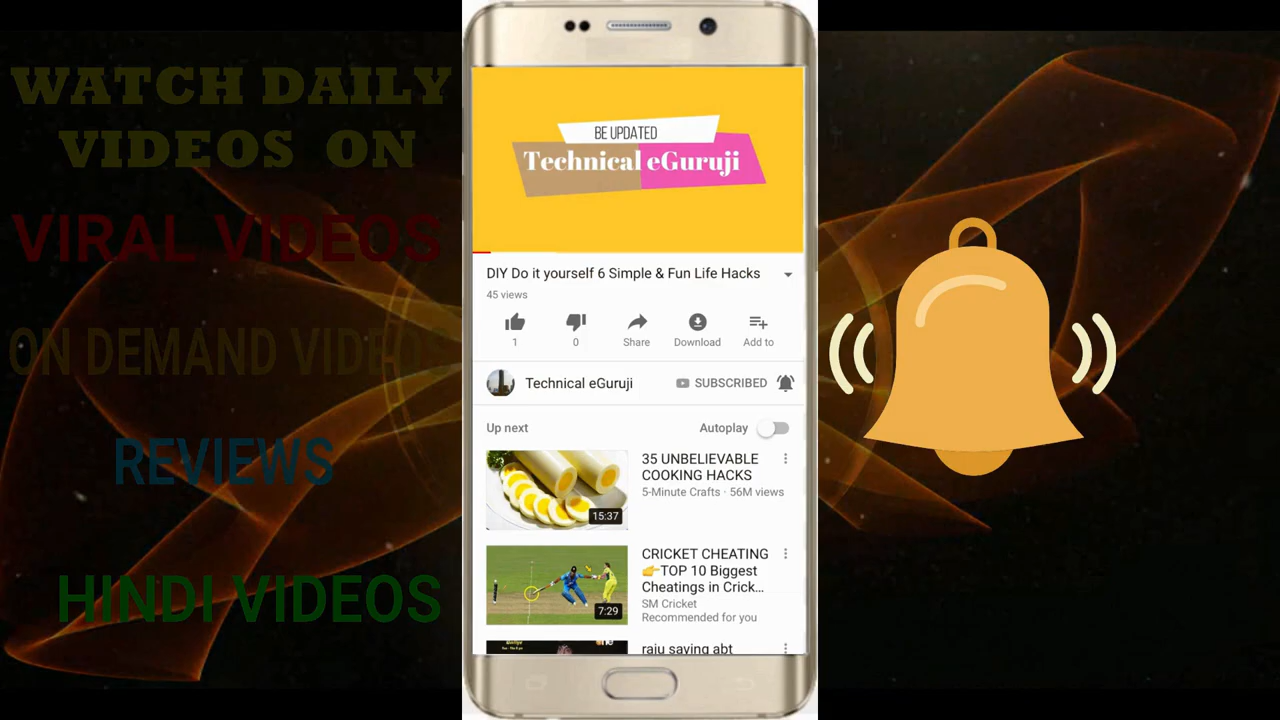 WATCH DAILY
VIDEOS ON
VIRAL VIDEOS
ON DEMAND VIDEOS
REVIEWS
HINDI VIDEOS
BE UPDATED
Technical eGuruji
DIY Do it yourself 6 Simple & Fun Life Hacks
45 views
1
0
Share
Download
Add to
Technical eGuruji
SUBSCRIBED
Up next
Autoplay
35 UNBELIEVABLE
COOKING HACKS
5-Minute Crafts · 56M views
15:37
CRICKET CHEATING
👉TOP 10 Biggest
Cheatings in Crick...
SM Cricket
Recommended for you
7:29
raju saying abt